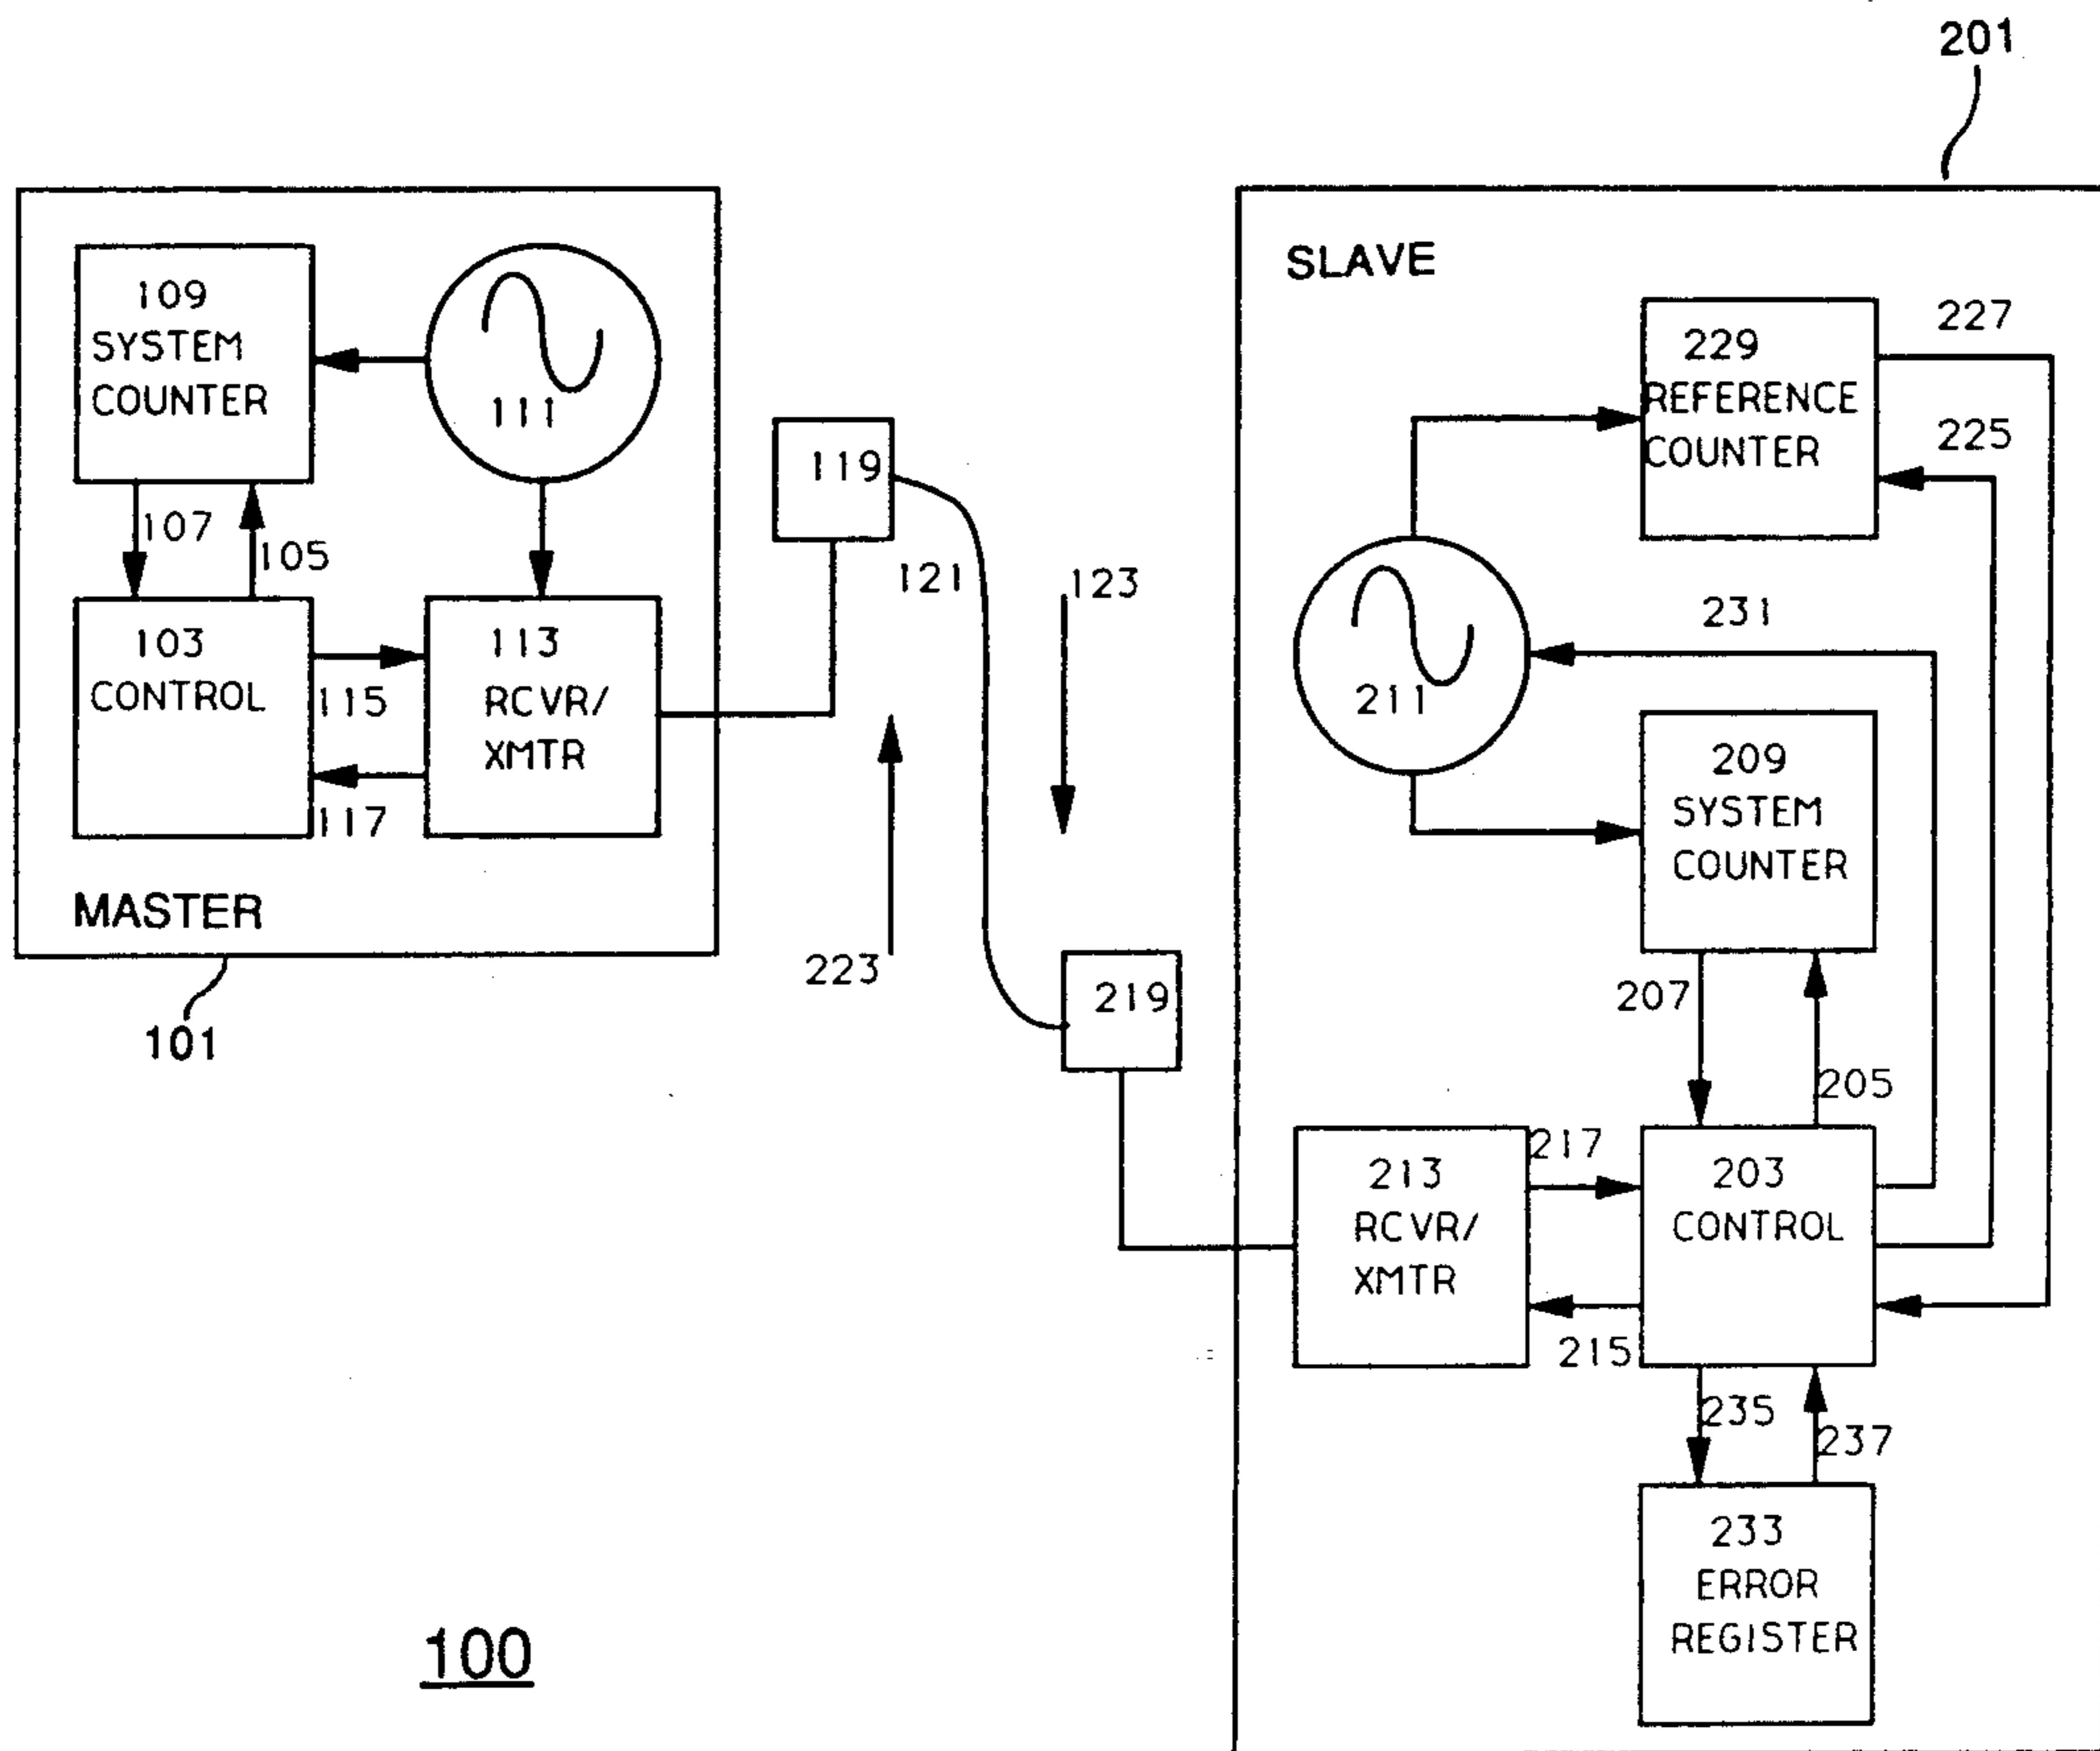 201
109
SYSTEM
COUNTER
111
107
105
103
CONTROL
115
117
113
RCVR/
XMTR
MASTER
101
119
121
123
223
219
SLAVE
229
REFERENCE
COUNTER
227
225
231
211
209
SYSTEM
COUNTER
207
205
217
213
RCVR/
XMTR
203
CONTROL
215
235
237
233
ERROR
REGISTER
100